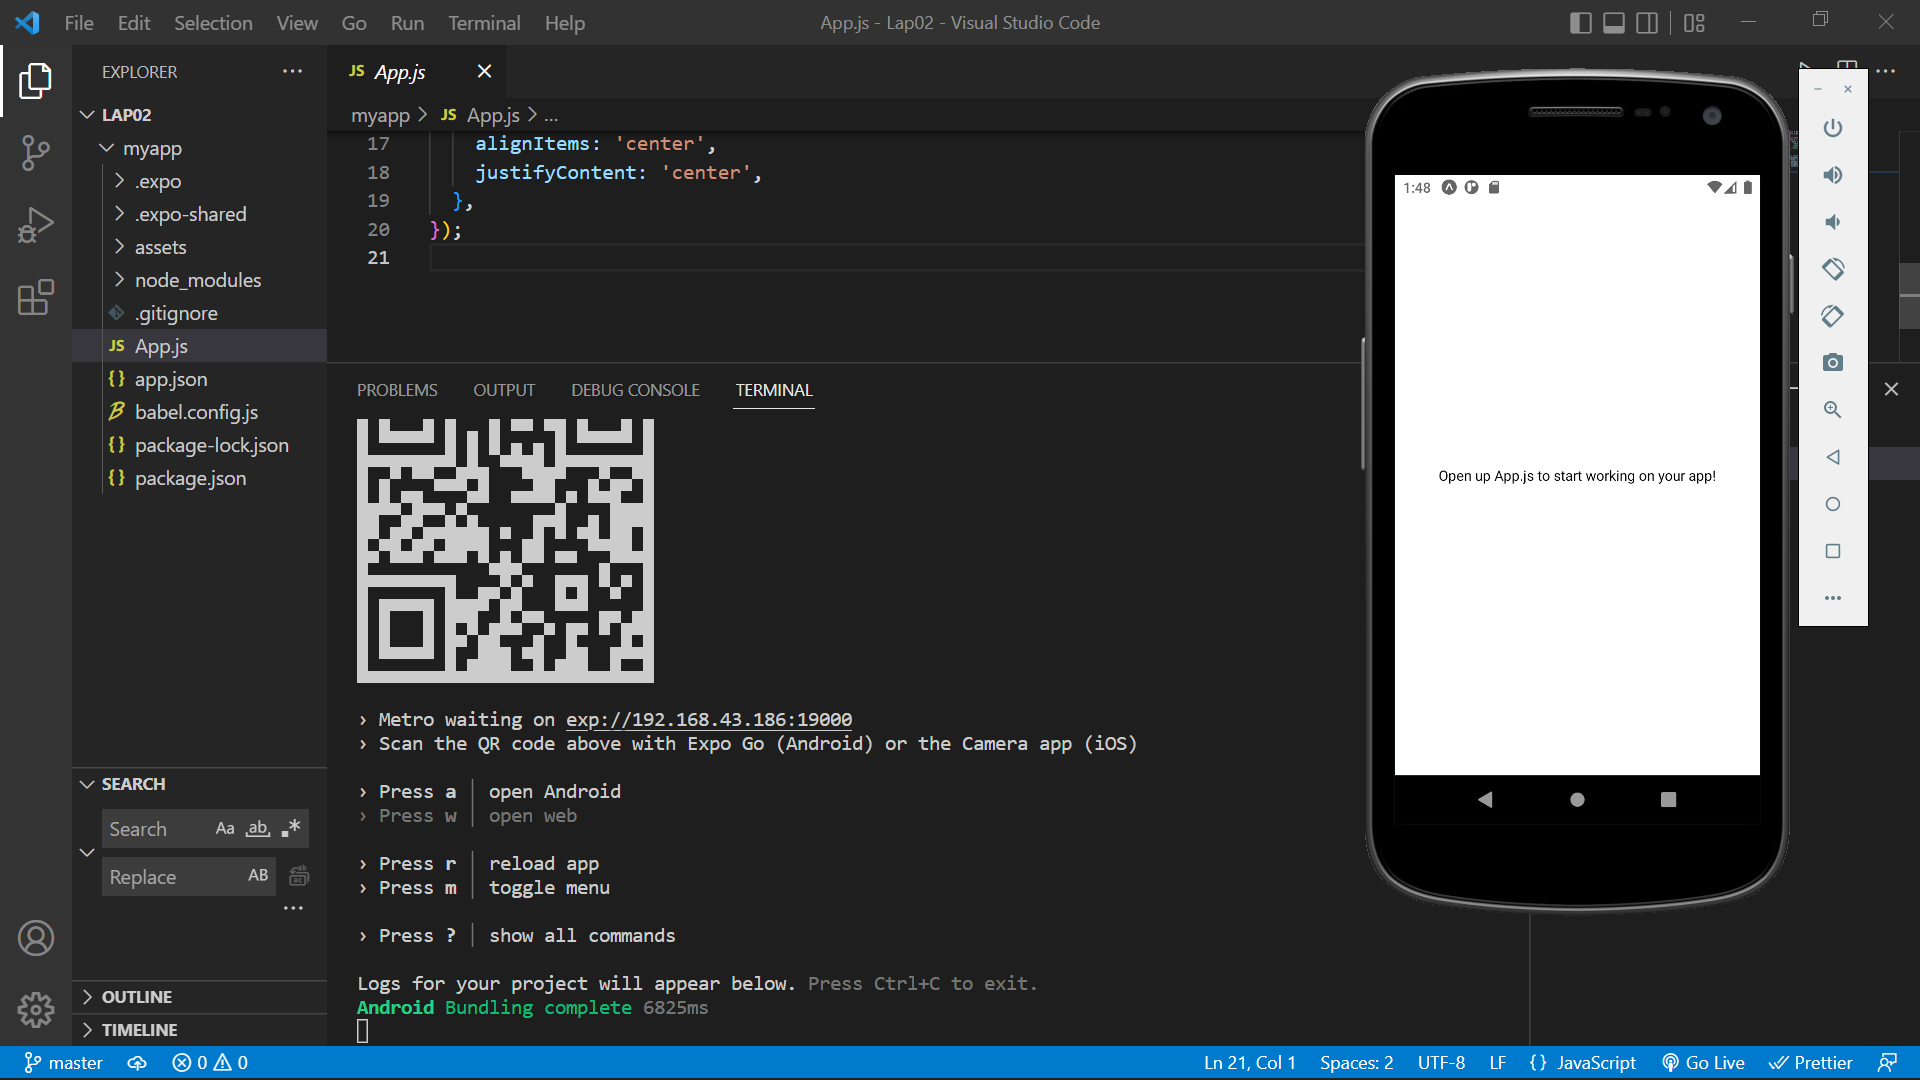 File Edit Selection View Go Run Terminal Help
App.js - Lap02 - Visual Studio Code
EXPLORER
LAP02
myapp
.expo
.expo-shared
assets
node_modules
.gitignore
JS App.js
{} app.json
babel.config.js
{} package-lock.json
{} package.json
SEARCH
Search Aa ab .*
Replace AB
OUTLINE
TIMELINE
JS App.js
myapp > JS App.js > ...
17 alignItems: 'center',
18 justifyContent: 'center',
19 },
20 });
21
PROBLEMS OUTPUT DEBUG CONSOLE TERMINAL
› Metro waiting on exp://192.168.43.186:19000
› Scan the QR code above with Expo Go (Android) or the Camera app (iOS)
› Press a │ open Android
› Press w │ open web
› Press r │ reload app
› Press m │ toggle menu
› Press ? │ show all commands
Logs for your project will appear below. Press Ctrl+C to exit.
Android Bundling complete 6825ms
1:48
Open up App.js to start working on your app!
master 0 0 Ln 21, Col 1 Spaces: 2 UTF-8 LF {} JavaScript Go Live Prettier